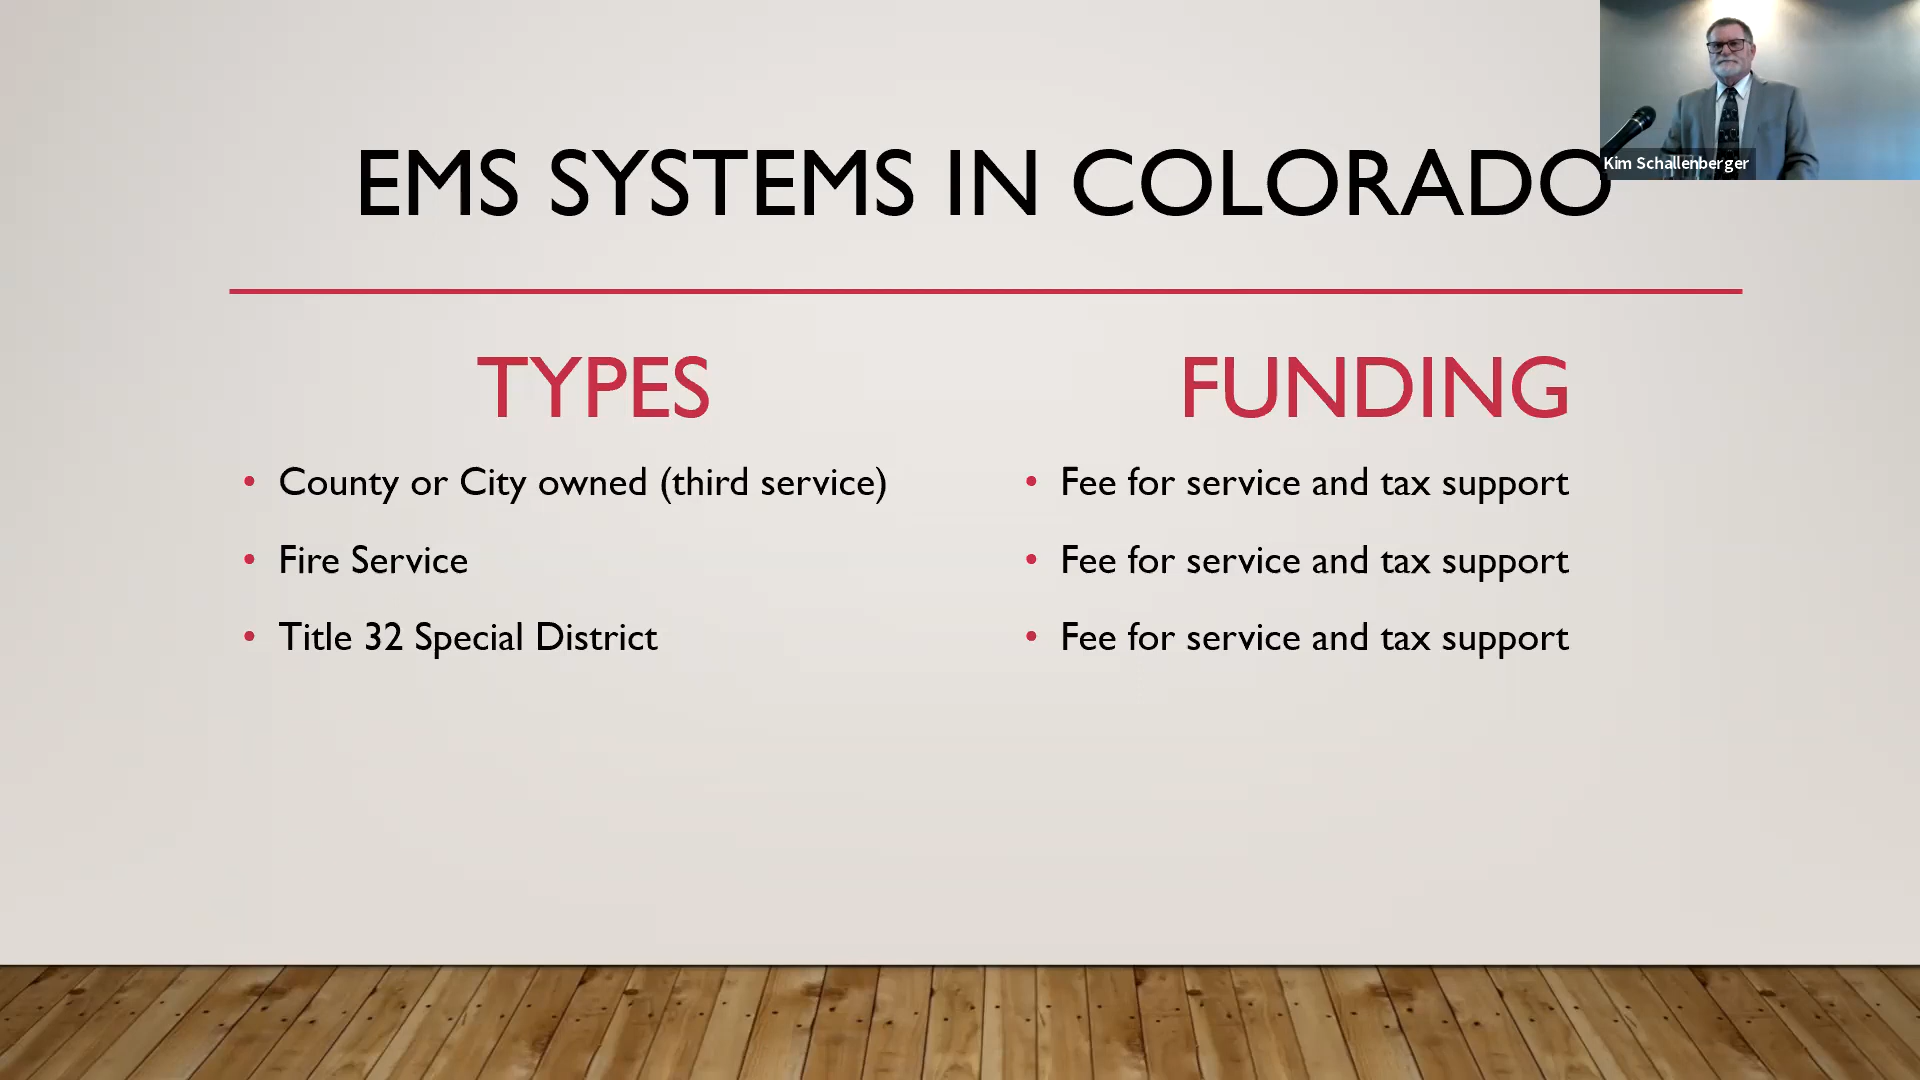 EMS SYSTEMS IN COLORADO
Kim Schallenberger
TYPES
• County or City owned (third service)
• Fire Service
• Title 32 Special District
FUNDING
• Fee for service and tax support
• Fee for service and tax support
• Fee for service and tax support